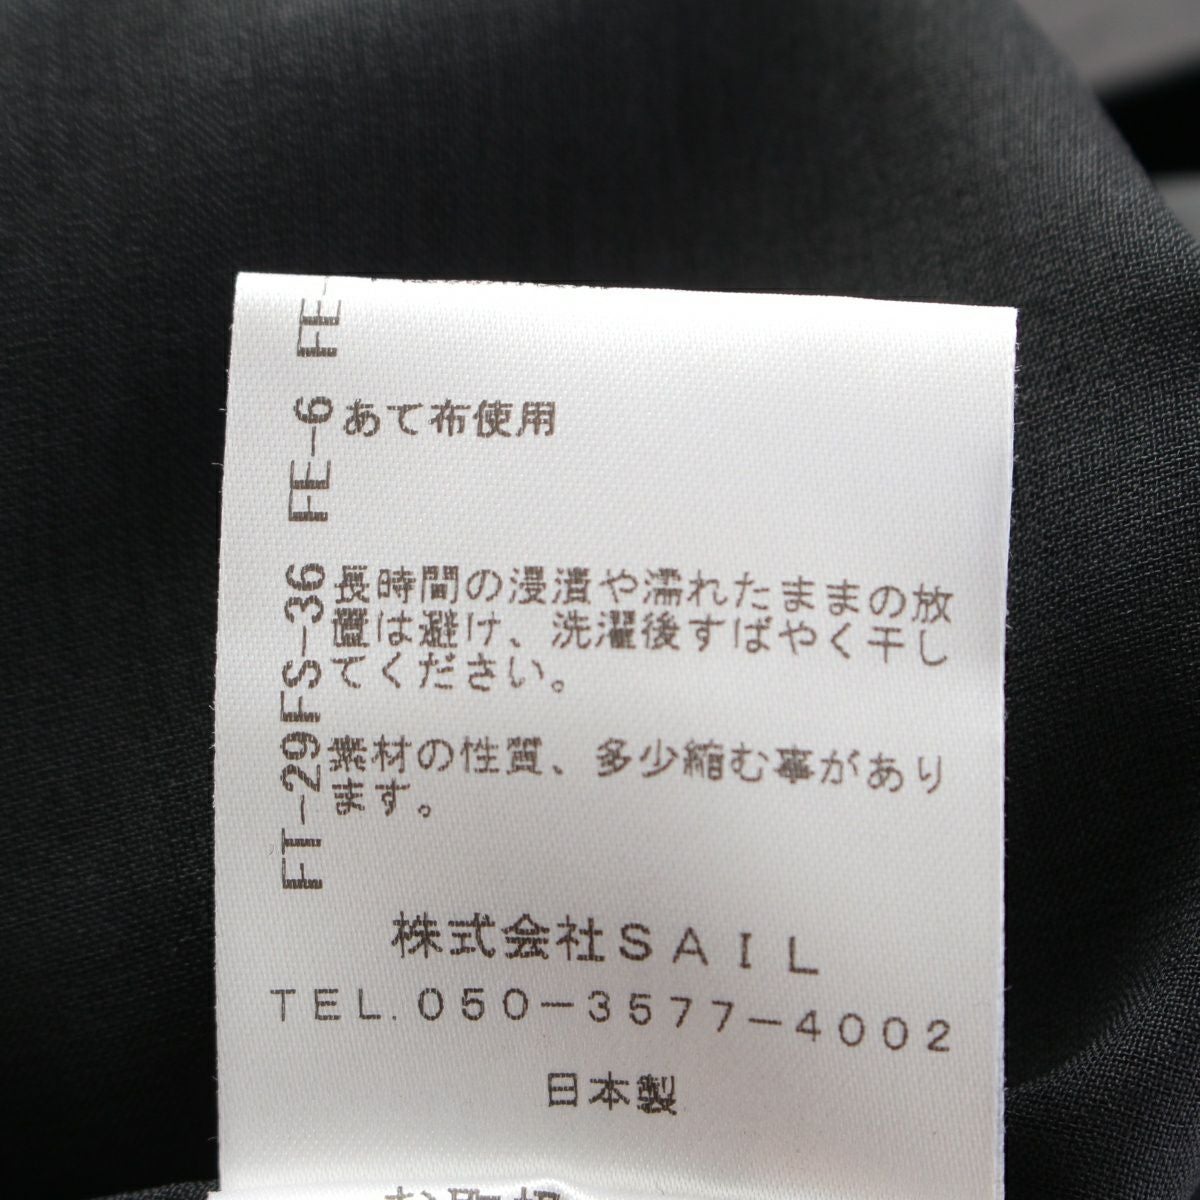 あて布使用
長時間の浸漬や濡れたままの放
置は避け、洗濯後すばやく干し
てください。
素材の性質、多少縮む事があり
ます。
株式会社SAIL
TEL.050-3577-4002
日本製
FT-29FS-36 FE-6 FE-